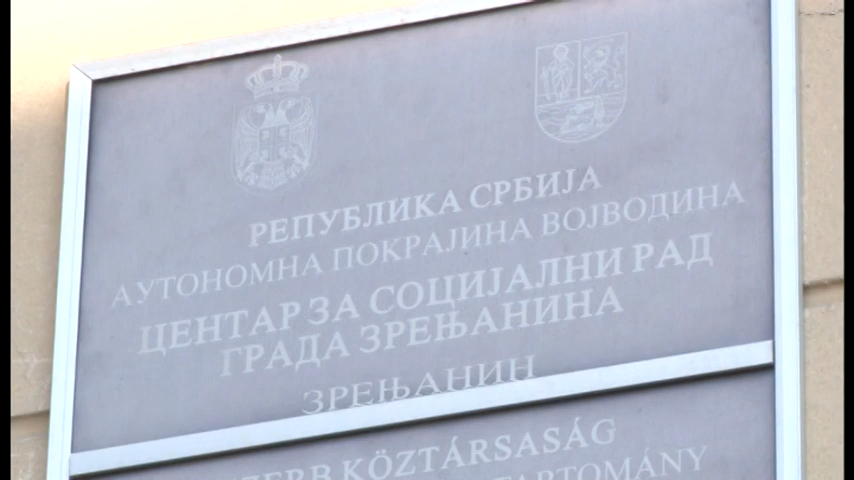 РЕПУБЛИКА СРБИЈА
АУТОНОМНА ПОКРАЈИНА ВОЈВОДИНА
ЦЕНТАР ЗА СОЦИЈАЛНИ РАД
ГРАДА ЗРЕЊАНИНА
ЗРЕЊАНИН
KÖZTÁRSASÁG